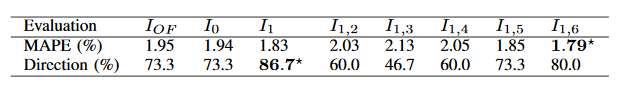 Evaluation I_OF I_0 I_1 I_1,2 I_1,3 I_1,4 I_1,5 I_1,6
MAPE (%) 1.95 1.94 1.83 2.03 2.13 2.05 1.85 1.79*
Direction (%) 73.3 73.3 86.7* 60.0 46.7 60.0 73.3 80.0